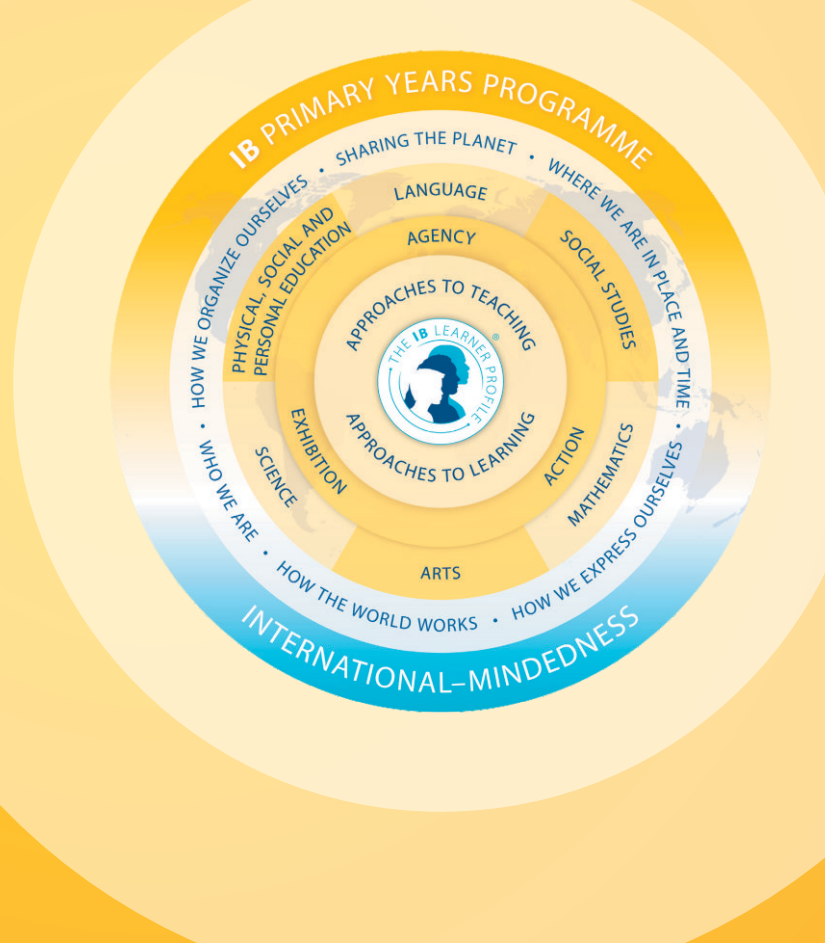 IB PRIMARY YEARS PROGRAMME
SHARING THE PLANET
WHERE WE ARE IN PLACE AND TIME
HOW WE EXPRESS OURSELVES
HOW THE WORLD WORKS
WHO WE ARE
HOW WE ORGANIZE OURSELVES
LANGUAGE
SOCIAL STUDIES
MATHEMATICS
ARTS
SCIENCE
PHYSICAL, SOCIAL AND
PERSONAL EDUCATION
AGENCY
ACTION
EXHIBITION
APPROACHES TO TEACHING
THE IB LEARNER PROFILE ®
APPROACHES TO LEARNING
INTERNATIONAL–MINDEDNESS